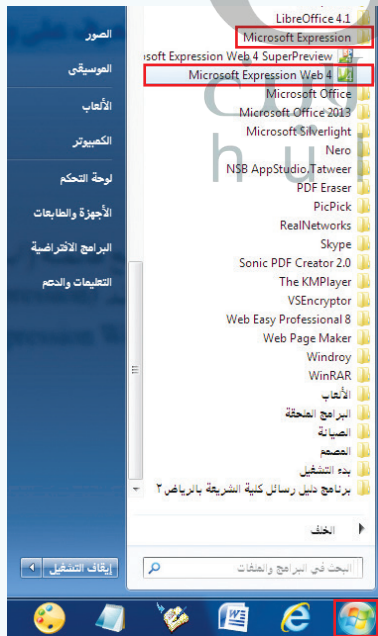 LibreOffice 4.1
Microsoft Expression
soft Expression Web 4 SuperPreview
Microsoft Expression Web 4
Microsoft Office
Microsoft Office 2013
Microsoft Silverlight
Nero
NSB AppStudio,Tatweer
PDF Eraser
PicPick
RealNetworks
Skype
Sonic PDF Creator 2.0
The KMPlayer
VSEncryptor
Web Easy Professional 8
Web Page Maker
Windroy
WinRAR
الألعاب
البرامج الملحقة
الصيانة
المصمم
بدء التشغيل
برنامج دليل رسائل كلية الشريعة بالرياض ٢
الخلف
البحث في البرامج والملفات
الصور
الموسيقى
الألعاب
الكمبيوتر
لوحة التحكم
الأجهزة والطابعات
البرامج الافتراضية
التعليمات والدعم
إيقاف التشغيل